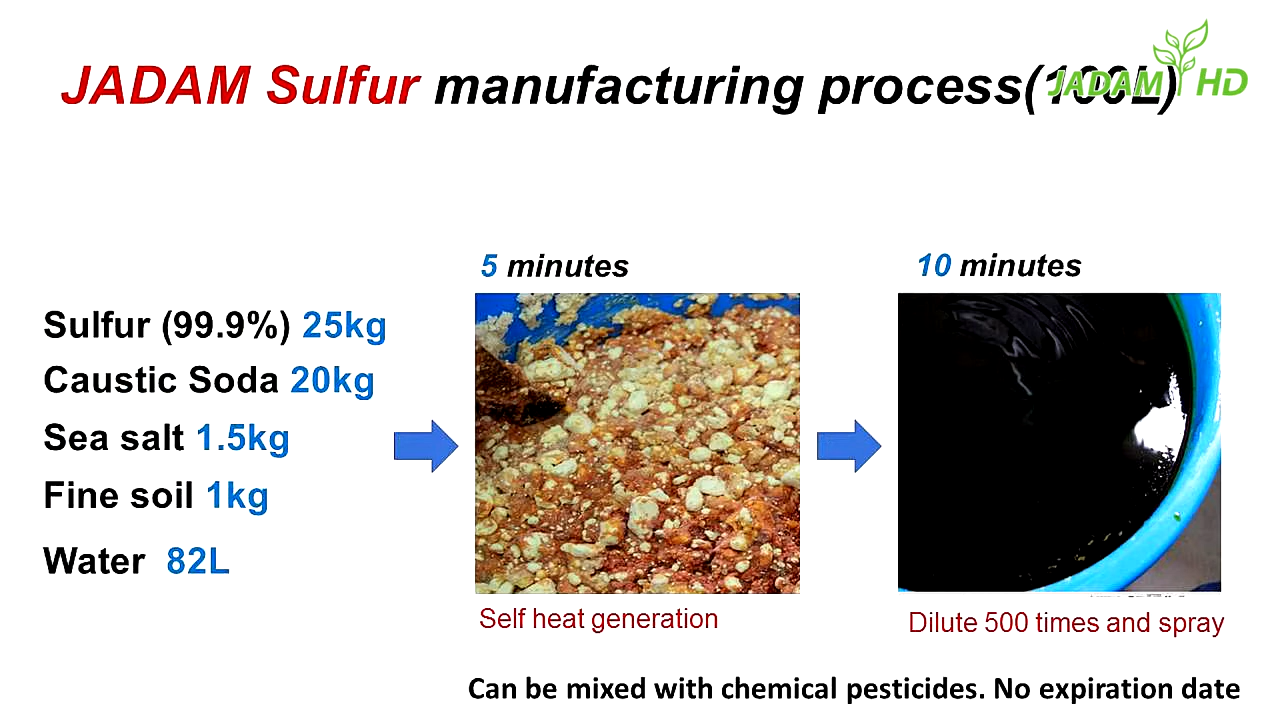 JADAM Sulfur manufacturing process(100L)
JADAM HD
5 minutes
10 minutes
Sulfur (99.9%) 25kg
Caustic Soda 20kg
Sea salt 1.5kg
Fine soil 1kg
Water 82L
Self heat generation
Dilute 500 times and spray
Can be mixed with chemical pesticides. No expiration date